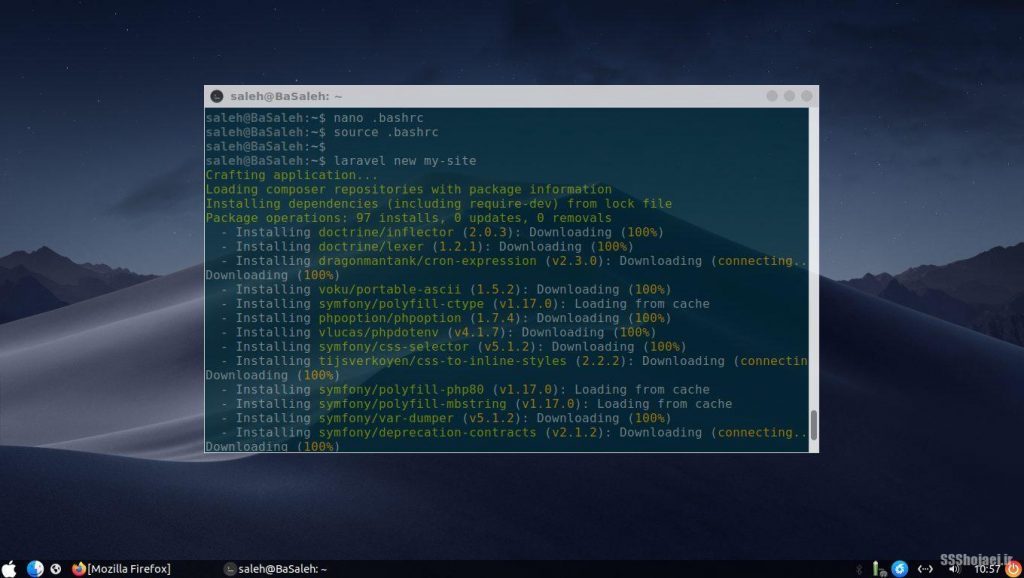 saleh@BaSaleh: ~
saleh@BaSaleh:~$ nano .bashrc
saleh@BaSaleh:~$ source .bashrc
saleh@BaSaleh:~$
saleh@BaSaleh:~$ laravel new my-site
Crafting application...
Loading composer repositories with package information
Installing dependencies (including require-dev) from lock file
Package operations: 97 installs, 0 updates, 0 removals
- Installing doctrine/inflector (2.0.3): Downloading (100%)
- Installing doctrine/lexer (1.2.1): Downloading (100%)
- Installing dragonmantank/cron-expression (v2.3.0): Downloading (connecting..
Downloading (100%)
- Installing voku/portable-ascii (1.5.2): Downloading (100%)
- Installing symfony/polyfill-ctype (v1.17.0): Loading from cache
- Installing phpoption/phpoption (1.7.4): Downloading (100%)
- Installing vlucas/phpdotenv (v4.1.7): Downloading (100%)
- Installing symfony/css-selector (v5.1.2): Downloading (100%)
- Installing tijsverkoyen/css-to-inline-styles (2.2.2): Downloading (connectin
Downloading (100%)
- Installing symfony/polyfill-php80 (v1.17.0): Loading from cache
- Installing symfony/polyfill-mbstring (v1.17.0): Loading from cache
- Installing symfony/var-dumper (v5.1.2): Downloading (100%)
- Installing symfony/deprecation-contracts (v2.1.2): Downloading (connecting..
Downloading (100%)
SSShojaei.ir
[Mozilla Firefox]
saleh@BaSaleh: ~
10:57